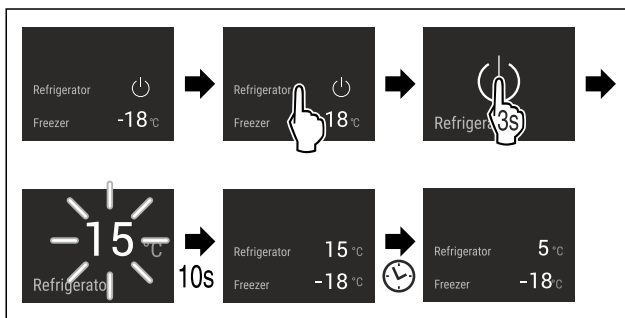 Refrigerator
Freezer -18 °C
Refrigerator
Freezer 18 °C
Refrigera
3S
15 °C
Refrigerato
10s
Refrigerator 15 °C
Freezer -18 °C
Refrigerator 5 °C
Freezer -18 °C